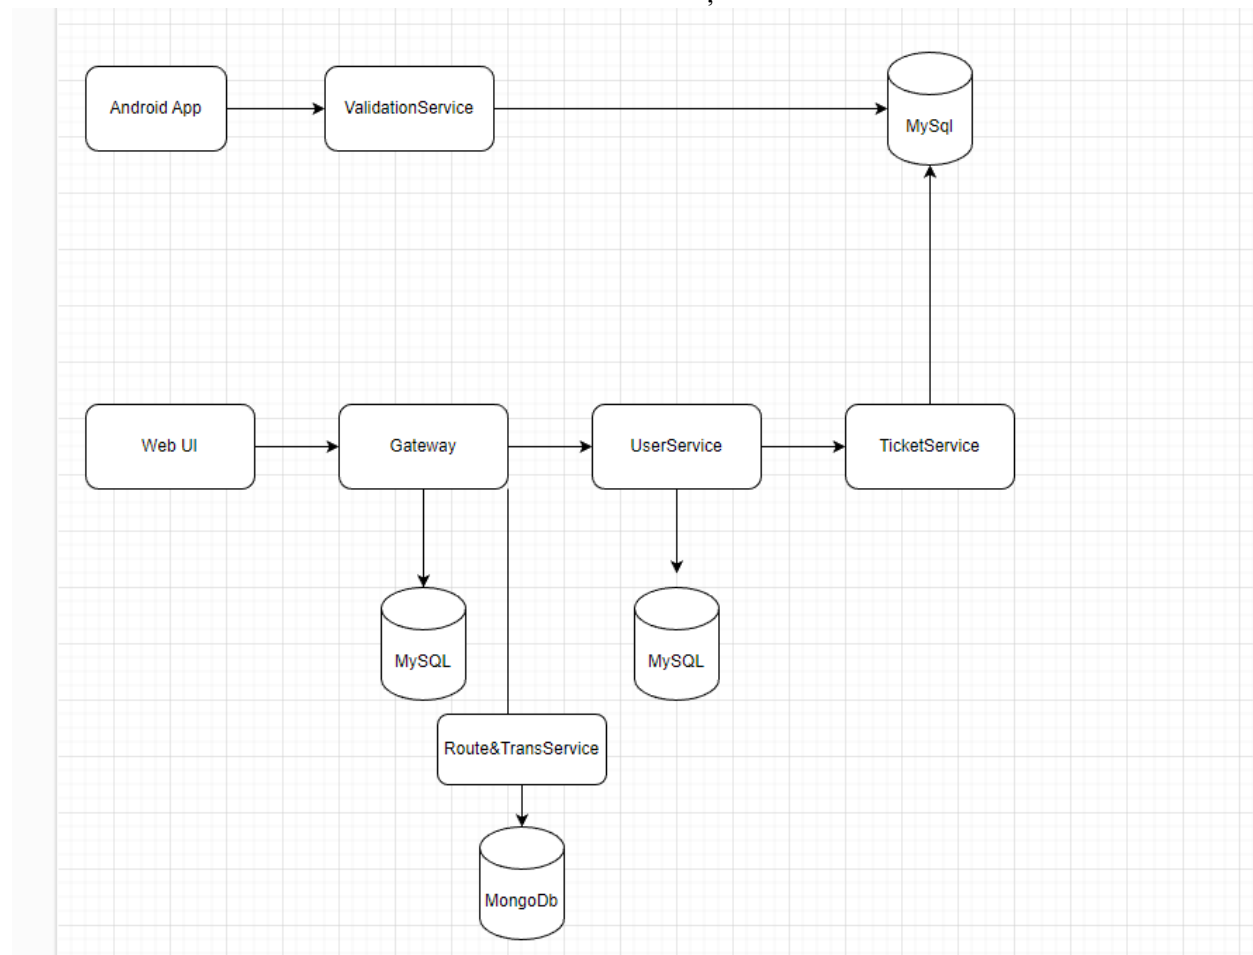 Android App
ValidationService
MySql
Web UI
Gateway
UserService
TicketService
MySQL
MySQL
Route&TransService
MongoDb